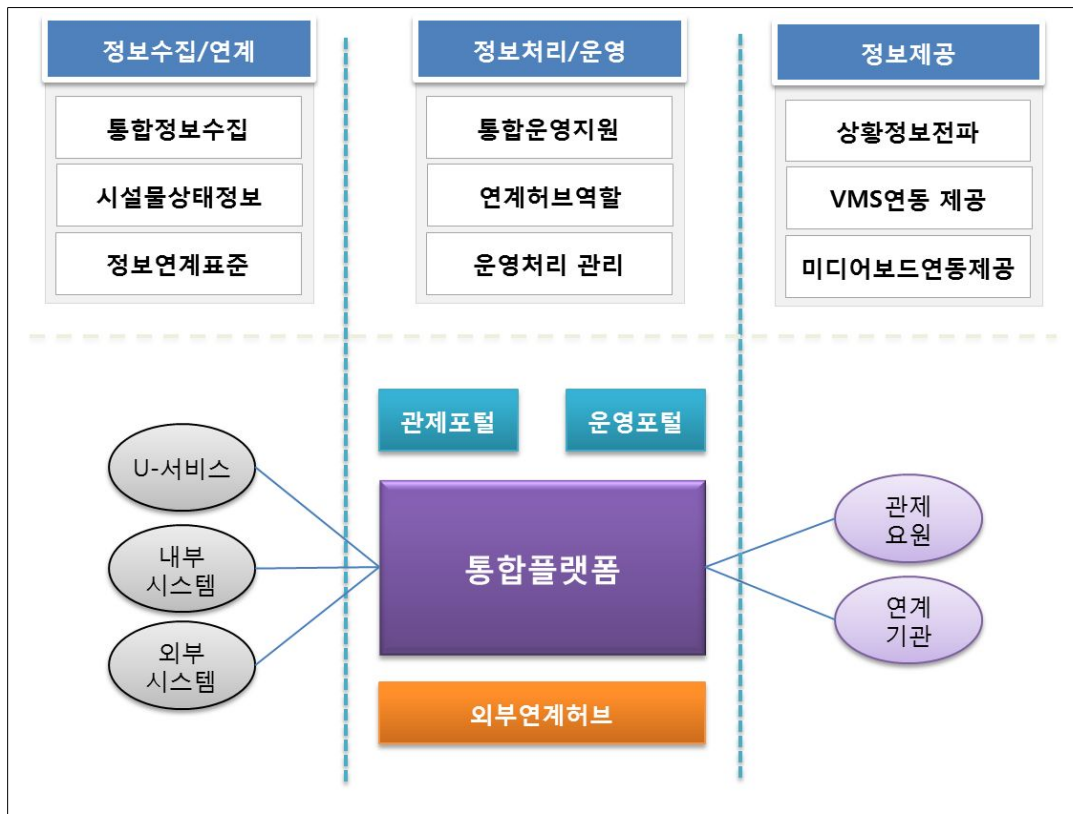 정보수집/연계
통합정보수집
시설물상태정보
정보연계표준
정보처리/운영
통합운영지원
연계허브역할
운영처리 관리
정보제공
상황정보전파
VMS연동 제공
미디어보드연동제공
U-서비스
내부
시스템
외부
시스템
관제포털
운영포털
통합플랫폼
외부연계허브
관제
요원
연계
기관